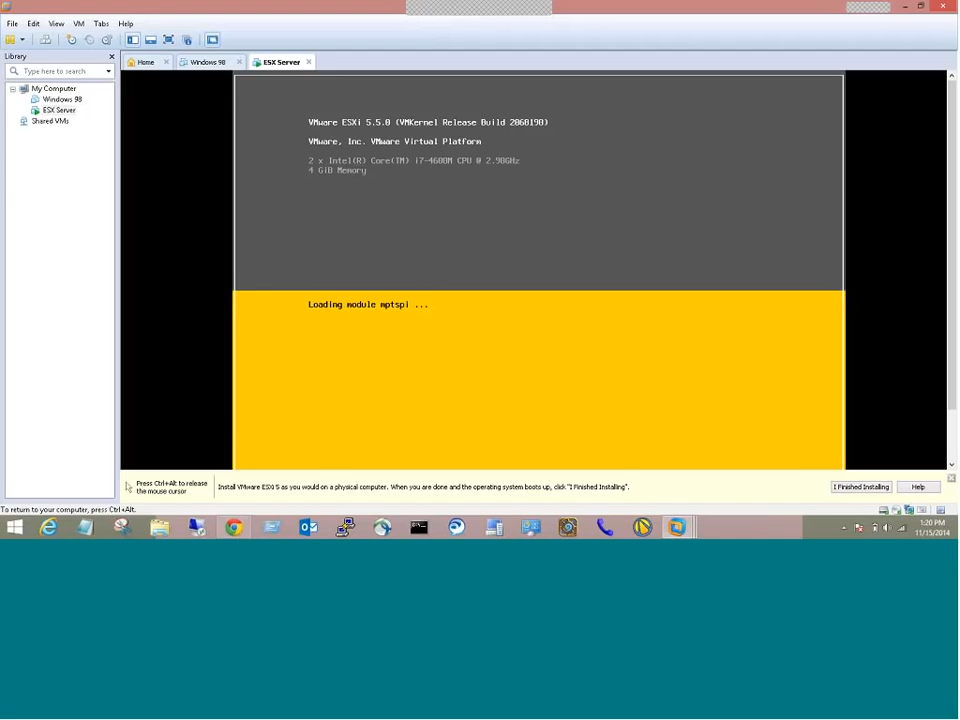 File Edit View VM Tabs Help
Library
Type here to search
My Computer
Windows 98
ESX Server
Shared VMs
Home
Windows 98
ESX Server
VMware ESXi 5.5.0 (VMKernel Release Build 2068190)
VMware, Inc. VMware Virtual Platform
2 x Intel(R) Core(TM) i7-4600M CPU @ 2.90GHz
4 GiB Memory
Loading module mptspi ...
Press Ctrl+Alt to release
the mouse cursor
Install VMware ESXi 5 as you would on a physical computer. When you are done and the operating system boots up, click "I Finished Installing".
I Finished Installing
Help
To return to your computer, press Ctrl+Alt.
1:20 PM
11/15/2014